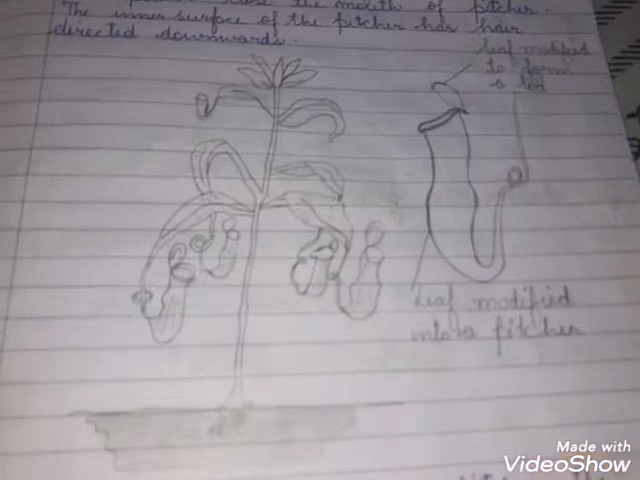 the mouth of pitcher.
The inner surface of the pitcher has hair
directed downwards.
Leaf modified
to form
a lid
Leaf modified
into a pitcher
Made with
VideoShow